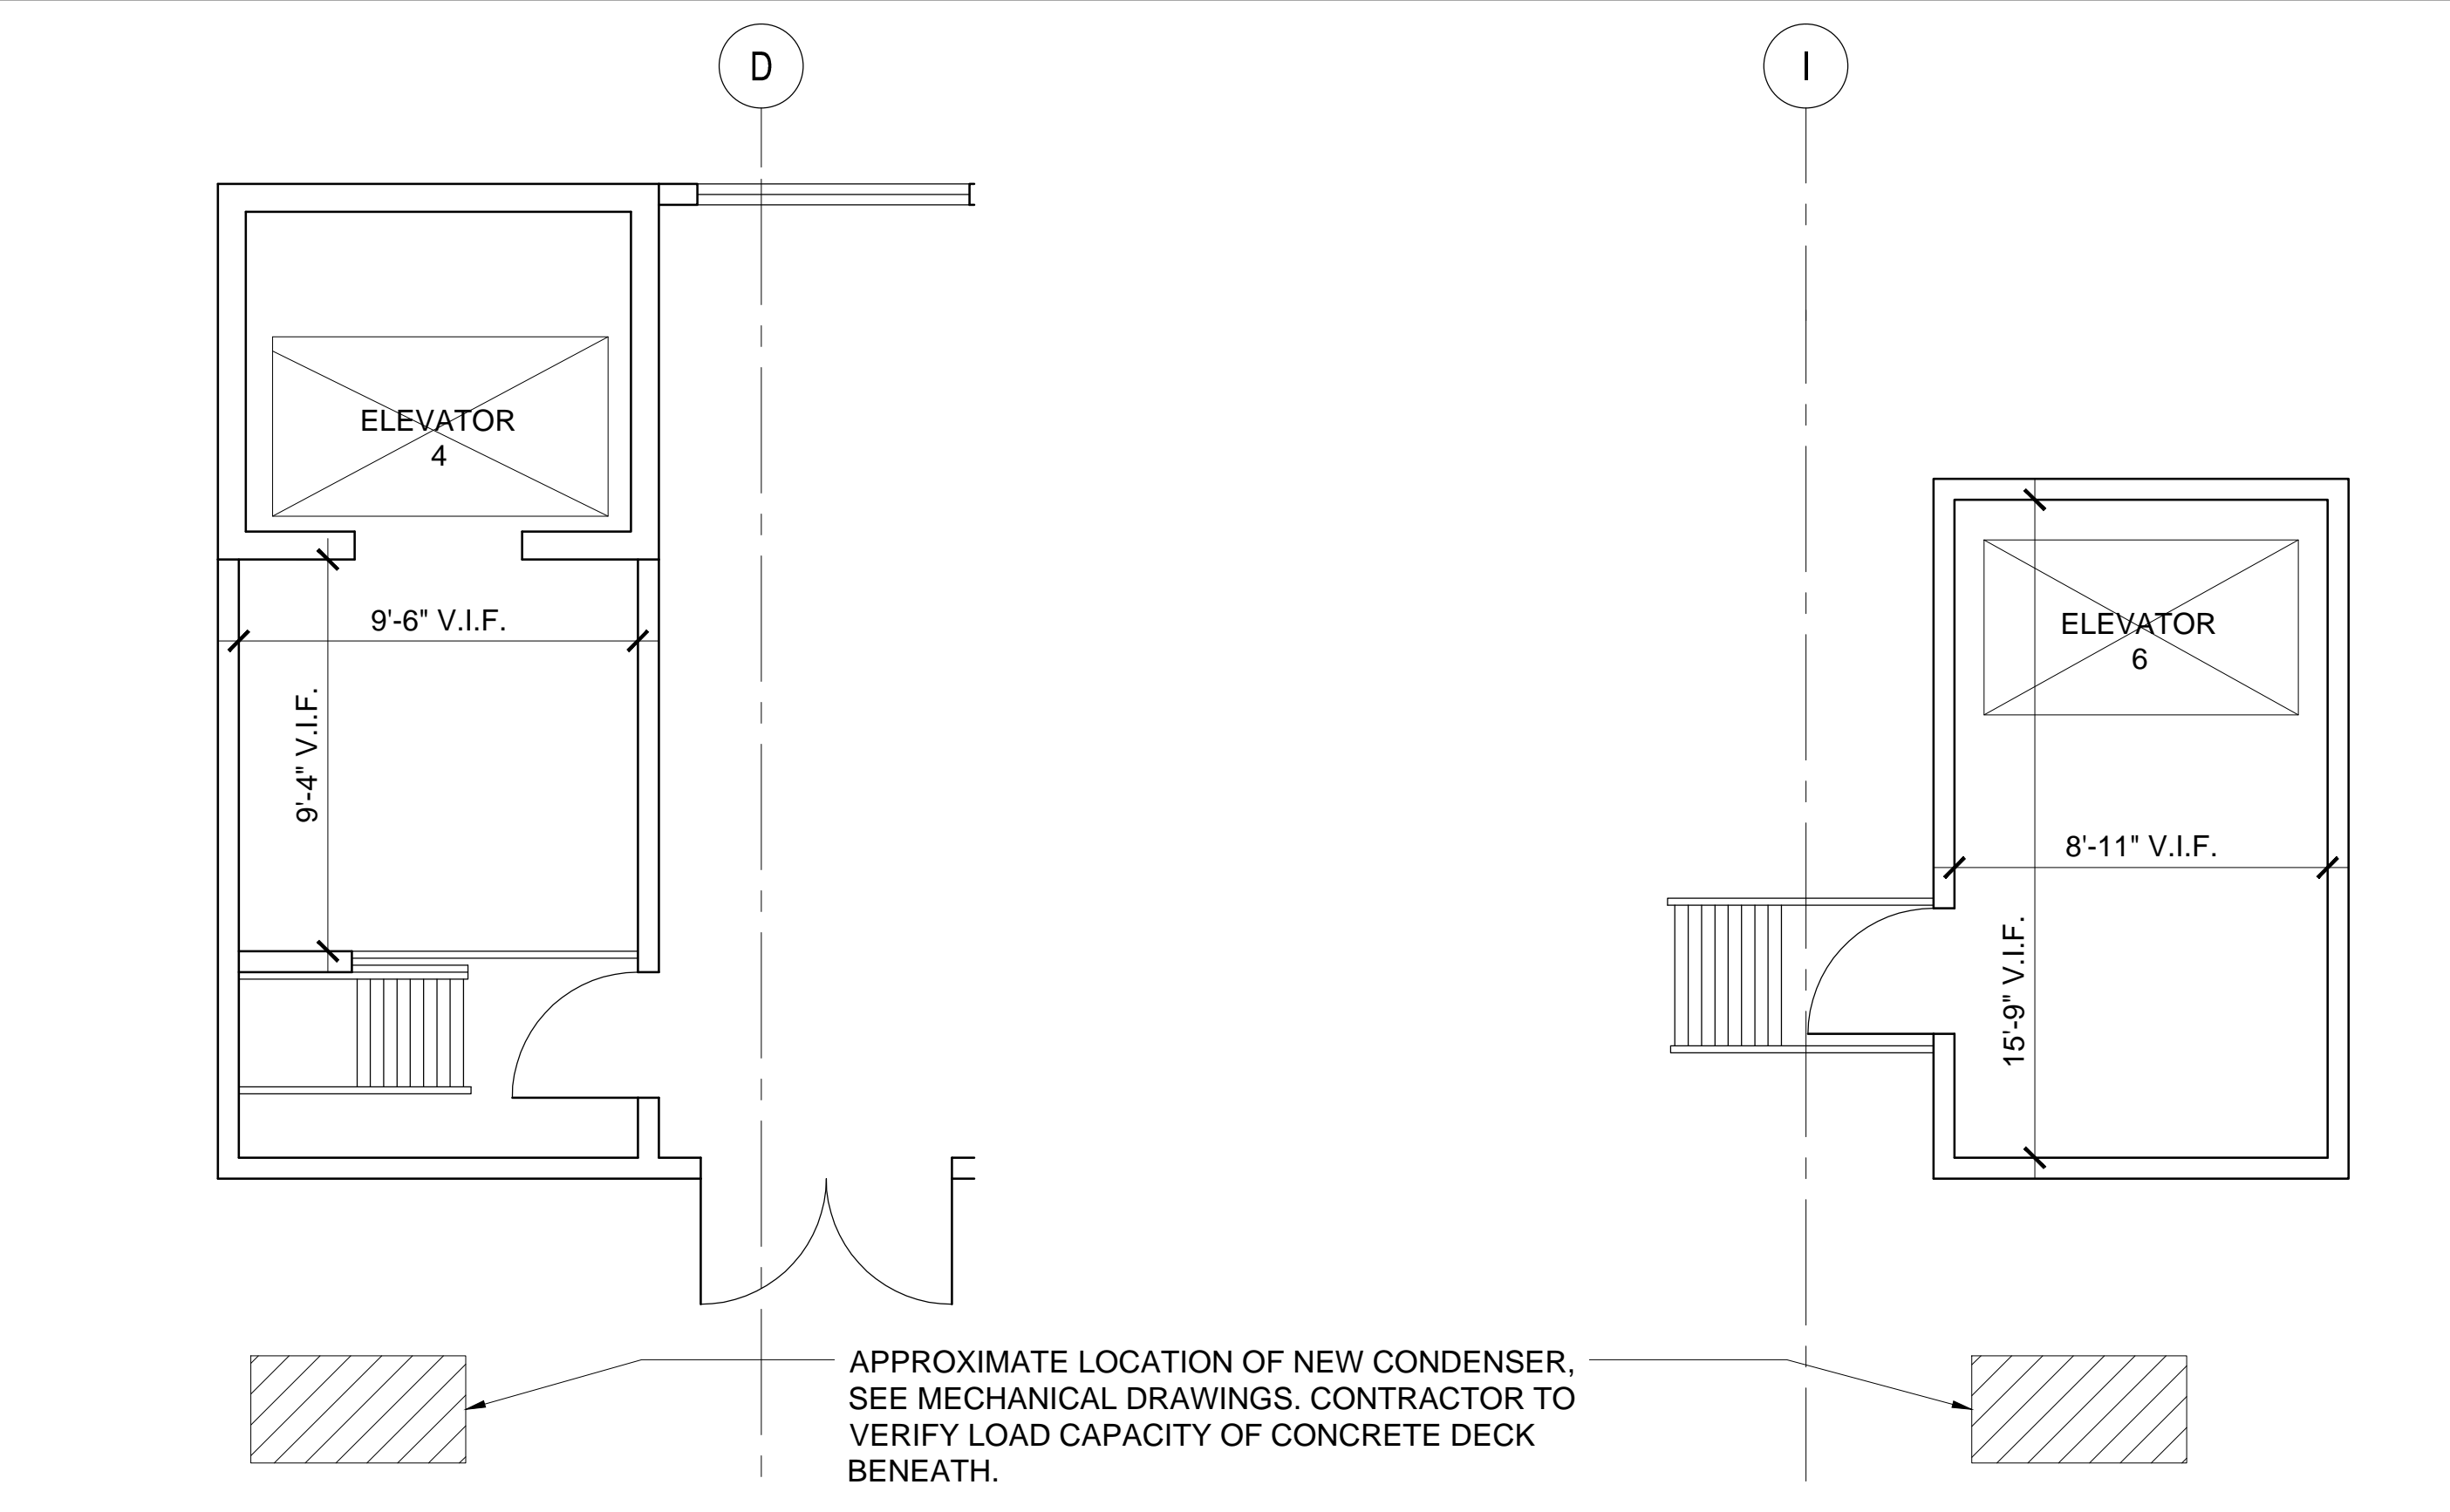 D
I
ELEVATOR
4
9'-6" V.I.F.
9'-4" V.I.F.
ELEVATOR
6
8'-11" V.I.F.
15'-9" V.I.F.
APPROXIMATE LOCATION OF NEW CONDENSER,
SEE MECHANICAL DRAWINGS. CONTRACTOR TO
VERIFY LOAD CAPACITY OF CONCRETE DECK
BENEATH.